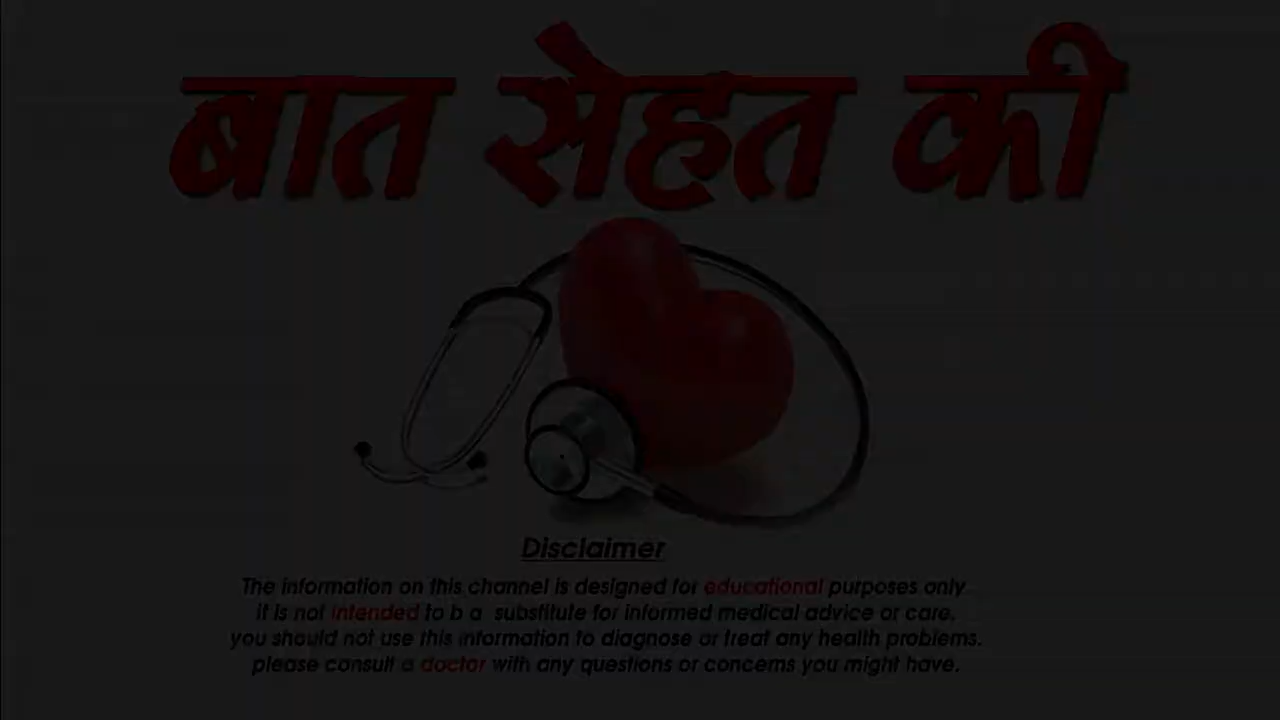 बात सेहत की
Disclaimer
The information on this channel is designed for educational purposes only
it is not intended to b a substitute for informed medical advice or care.
you should not use this information to diagnose or treat any health problems.
please consult a doctor with any questions or concerns you might have.